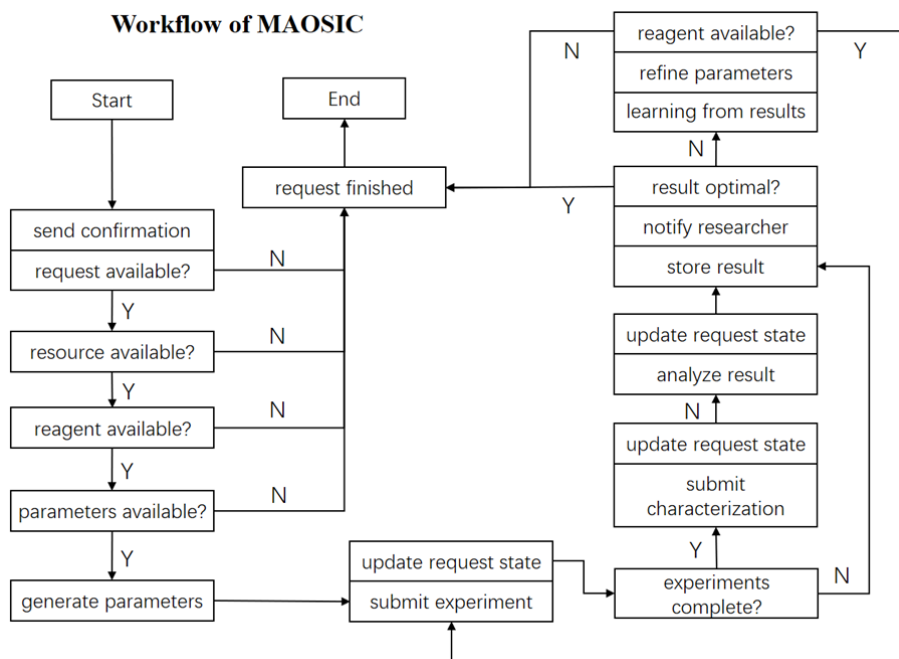 Workflow of MAOSIC
Start
End
request finished
send confirmation
request available?
N
Y
resource available?
N
Y
reagent available?
N
Y
parameters available?
N
Y
generate parameters
update request state
submit experiment
experiments
complete?
N
Y
update request state
submit
characterization
N
update request state
analyze result
result optimal?
notify researcher
store result
Y
N
reagent available?
refine parameters
learning from results
N
Y